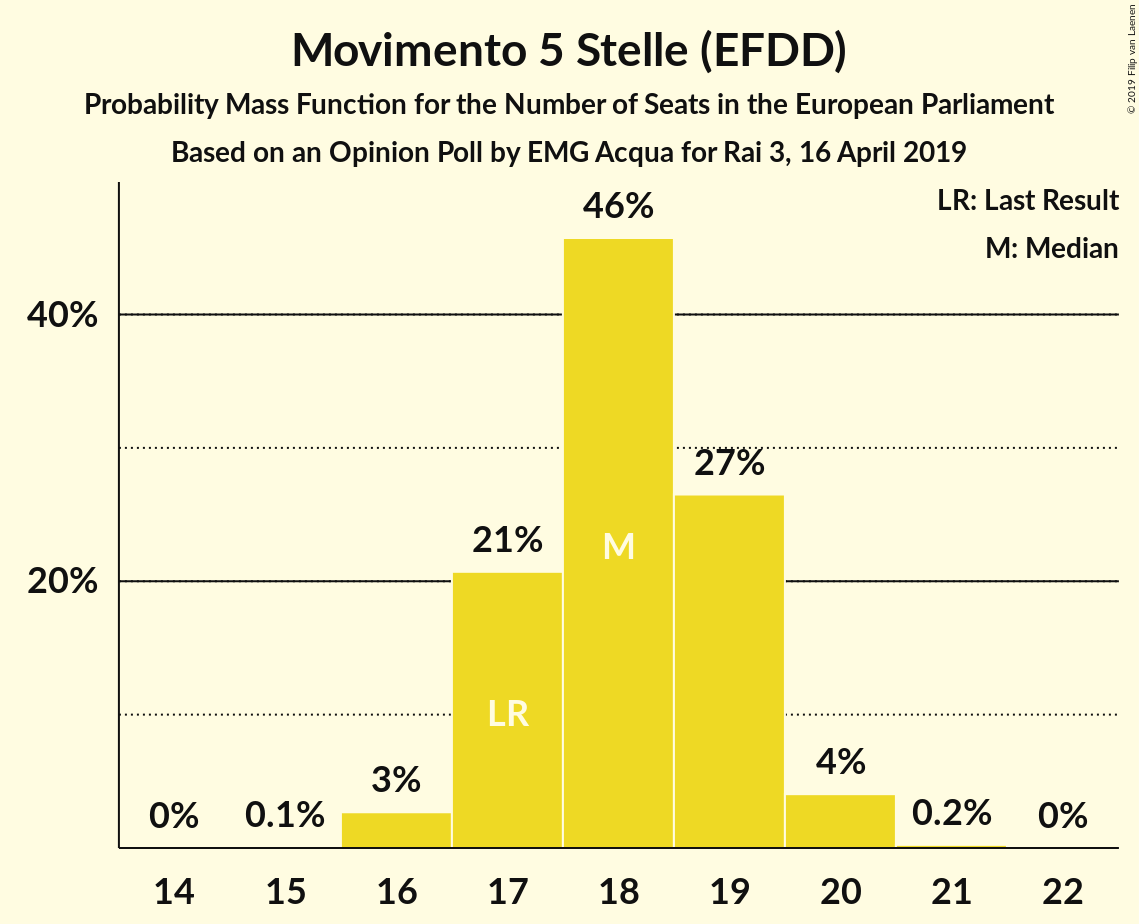 Movimento 5 Stelle (EFDD)
Probability Mass Function for the Number of Seats in the European Parliament
Based on an Opinion Poll by EMG Acqua for Rai 3, 16 April 2019
© 2019 Filip van Laenen
LR: Last Result
M: Median
40%
20%
0%
0.1%
3%
21%
46%
27%
4%
0.2%
0%
LR
M
14 15 16 17 18 19 20 21 22